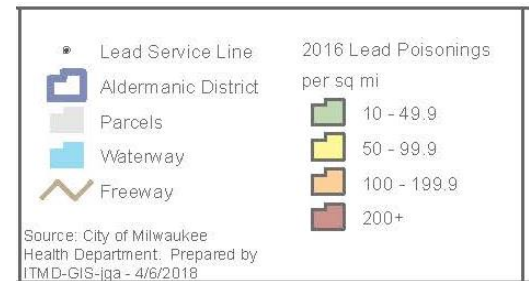 Lead Service Line
Aldermanic District
Parcels
Waterway
Freeway
Source: City of Milwaukee
Health Department. Prepared by
ITMD-GIS-jga - 4/6/2018
2016 Lead Poisonings
per sq mi
10 - 49.9
50 - 99.9
100 - 199.9
200+